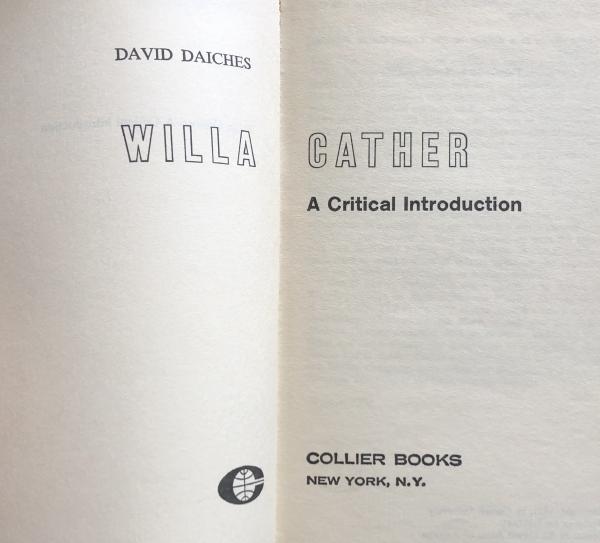 DAVID DAICHES
WILLA CATHER
A Critical Introduction
COLLIER BOOKS
NEW YORK, N.Y.